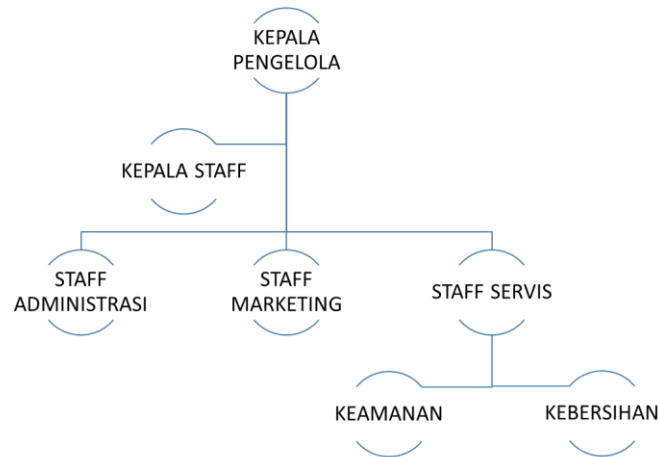 KEPALA
PENGELOLA
KEPALA STAFF
STAFF
ADMINISTRASI
STAFF
MARKETING
STAFF SERVIS
KEAMANAN
KEBERSIHAN